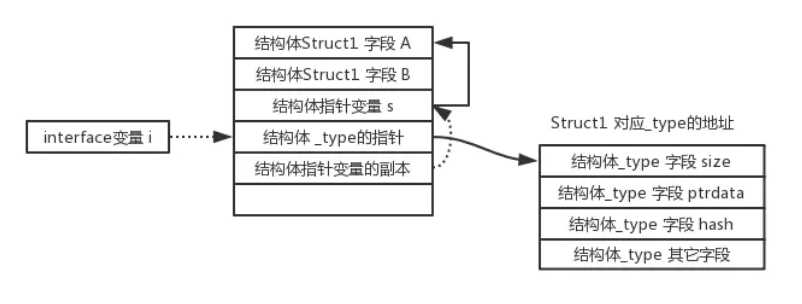 结构体Struct1 字段 A
结构体Struct1 字段 B
结构体指针变量 s
interface变量 i
结构体 _type的指针
结构体指针变量的副本
Struct1 对应_type的地址
结构体_type 字段 size
结构体_type 字段 ptrdata
结构体_type 字段 hash
结构体_type 其它字段